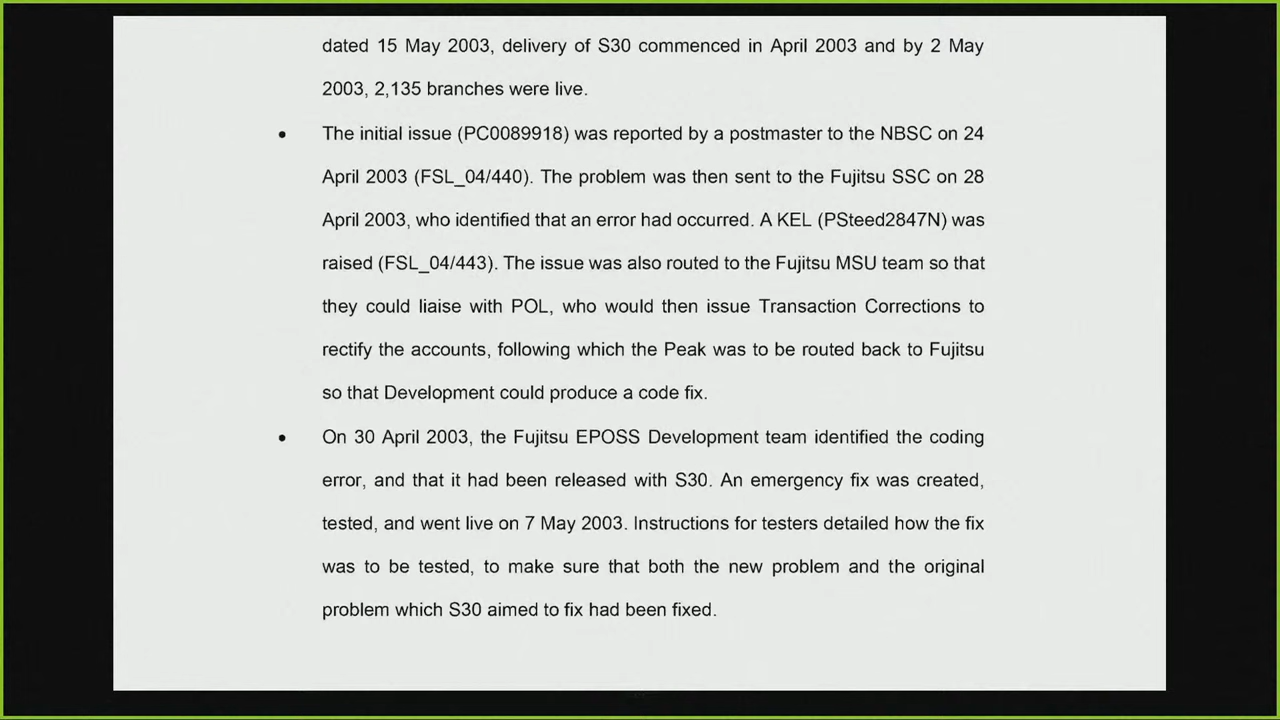 dated 15 May 2003, delivery of S30 commenced in April 2003 and by 2 May
2003, 2,135 branches were live.
• The initial issue (PC0089918) was reported by a postmaster to the NBSC on 24
April 2003 (FSL_04/440). The problem was then sent to the Fujitsu SSC on 28
April 2003, who identified that an error had occurred. A KEL (PSteed2847N) was
raised (FSL_04/443). The issue was also routed to the Fujitsu MSU team so that
they could liaise with POL, who would then issue Transaction Corrections to
rectify the accounts, following which the Peak was to be routed back to Fujitsu
so that Development could produce a code fix.
• On 30 April 2003, the Fujitsu EPOSS Development team identified the coding
error, and that it had been released with S30. An emergency fix was created,
tested, and went live on 7 May 2003. Instructions for testers detailed how the fix
was to be tested, to make sure that both the new problem and the original
problem which S30 aimed to fix had been fixed.